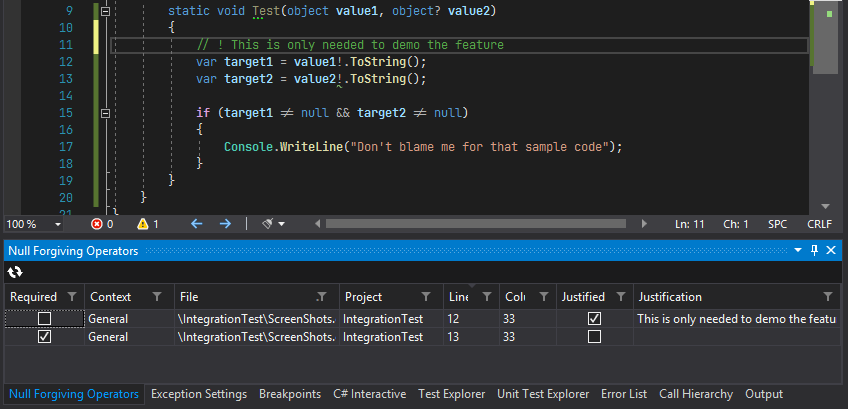 9 static void Test(object value1, object? value2)
10 {
11 // ! This is only needed to demo the feature
12 var target1 = value1!.ToString();
13 var target2 = value2!.ToString();
14
15 if (target1 ≠ null && target2 ≠ null)
16 {
17 Console.WriteLine("Don't blame me for that sample code");
18 }
19 }
20 }
21 }
100 % 0 1 Ln: 11 Ch: 1 SPC CRLF
Null Forgiving Operators
Required Context File Project Line Colu Justified Justification
General \IntegrationTest\ScreenShots. IntegrationTest 12 33 This is only needed to demo the featu
General \IntegrationTest\ScreenShots. IntegrationTest 13 33
Null Forgiving Operators Exception Settings Breakpoints C# Interactive Test Explorer Unit Test Explorer Error List Call Hierarchy Output